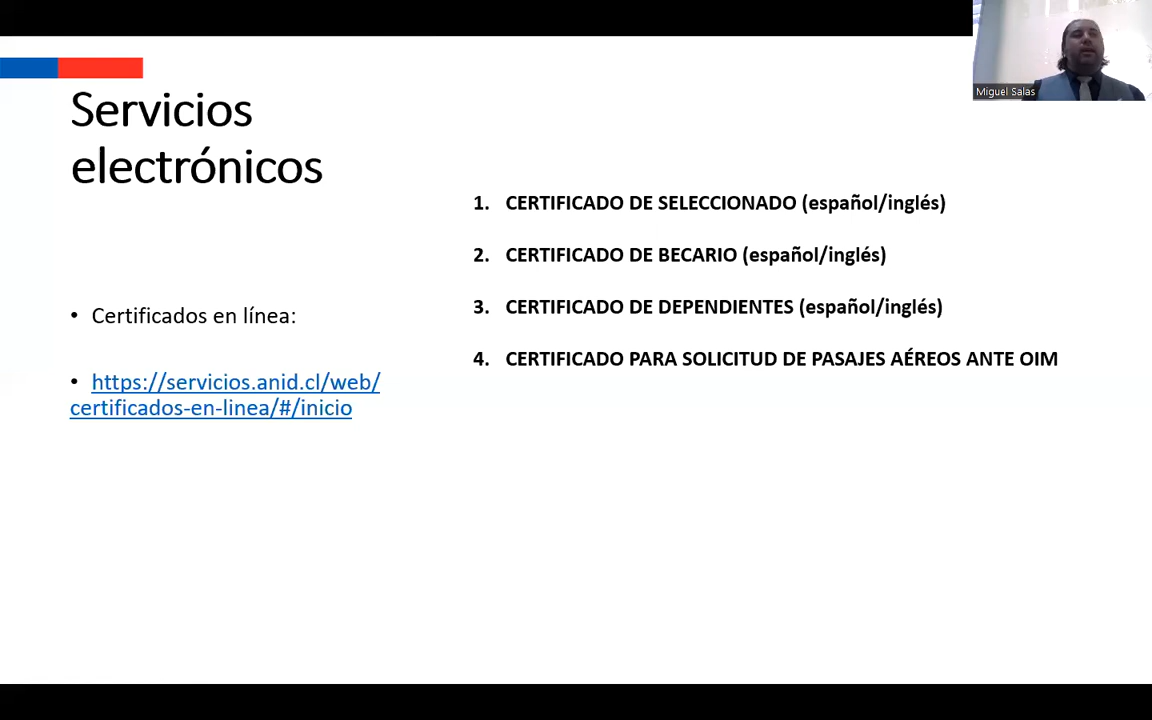 Miguel Salas
Servicios
electrónicos
• Certificados en línea:
• https://servicios.anid.cl/web/
certificados-en-linea/#/inicio
1. CERTIFICADO DE SELECCIONADO (español/inglés)
2. CERTIFICADO DE BECARIO (español/inglés)
3. CERTIFICADO DE DEPENDIENTES (español/inglés)
4. CERTIFICADO PARA SOLICITUD DE PASAJES AÉREOS ANTE OIM